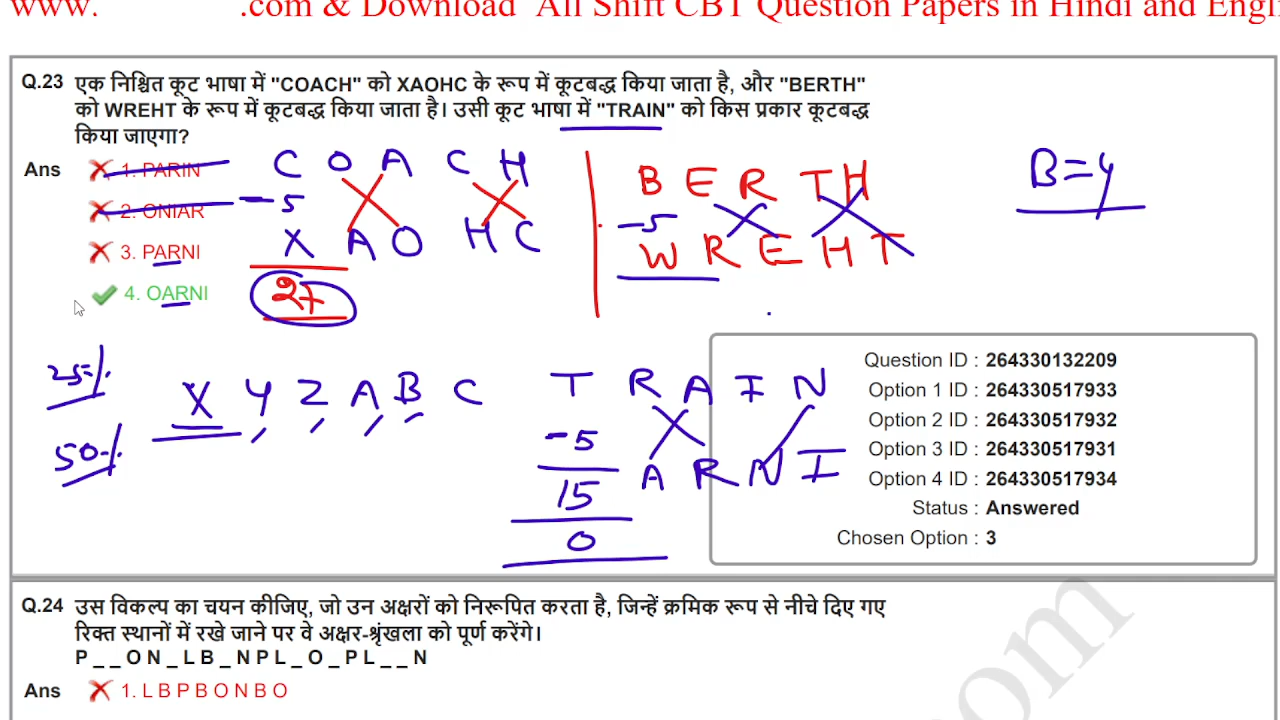 www. .com & Download All Shift CBT Question Papers in Hindi and Engli
Q.23 एक निश्चित कूट भाषा में "COACH" को XAOHC के रूप में कूटबद्ध किया जाता है, और "BERTH"
को WREHT के रूप में कूटबद्ध किया जाता है। उसी कूट भाषा में "TRAIN" को किस प्रकार कूटबद्ध
किया जाएगा?
Ans 1. PARIN
2. ONIAR
3. PARNI
4. OARNI
C O A C H
-5
X A O H C
27
B E R T H
-5
W R E H T
B=y
25%
50%
X Y Z A B C
T R A I N
-5
A R N I
15
O
Question ID : 264330132209
Option 1 ID : 264330517933
Option 2 ID : 264330517932
Option 3 ID : 264330517931
Option 4 ID : 264330517934
Status : Answered
Chosen Option : 3
Q.24 उस विकल्प का चयन कीजिए, जो उन अक्षरों को निरूपित करता है, जिन्हें क्रमिक रूप से नीचे दिए गए
रिक्त स्थानों में रखे जाने पर वे अक्षर-श्रृंखला को पूर्ण करेंगे।
P _ _ O N _ L B _ N P L _ O _ P L _ _ N
Ans 1. L B P B O N B O
om